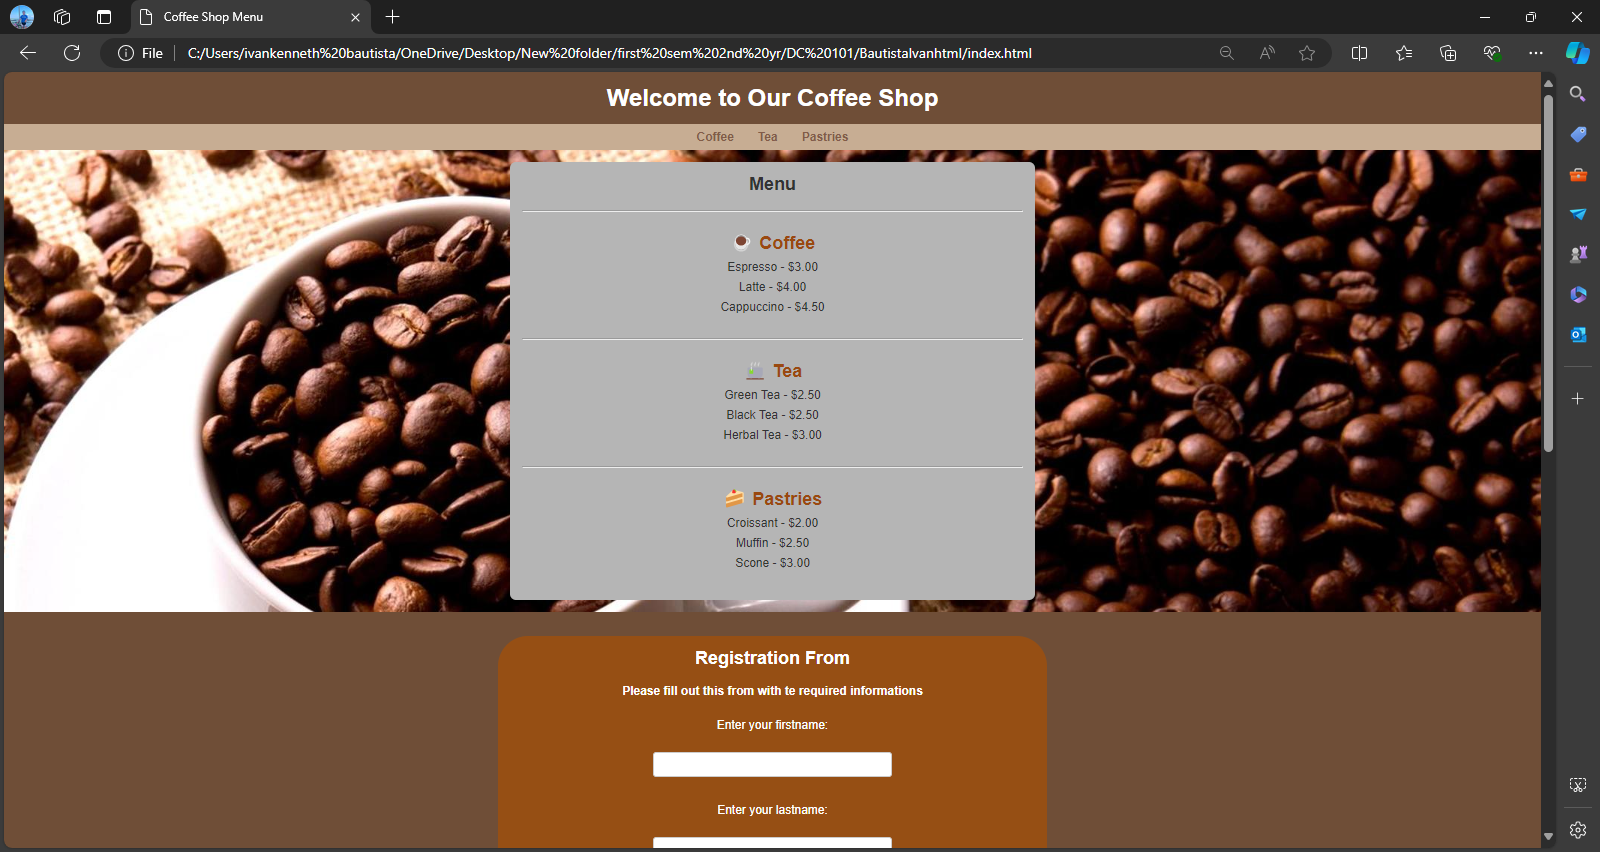 Coffee Shop Menu
File
C:/Users/ivankenneth%20bautista/OneDrive/Desktop/New%20folder/first%20sem%202nd%20yr/DC%20101/BautistaIvanhtml/index.html
Welcome to Our Coffee Shop
Coffee Tea Pastries
Menu
Coffee
Espresso - $3.00
Latte - $4.00
Cappuccino - $4.50
Tea
Green Tea - $2.50
Black Tea - $2.50
Herbal Tea - $3.00
Pastries
Croissant - $2.00
Muffin - $2.50
Scone - $3.00
Registration From
Please fill out this from with te required informations
Enter your firstname:
Enter your lastname: